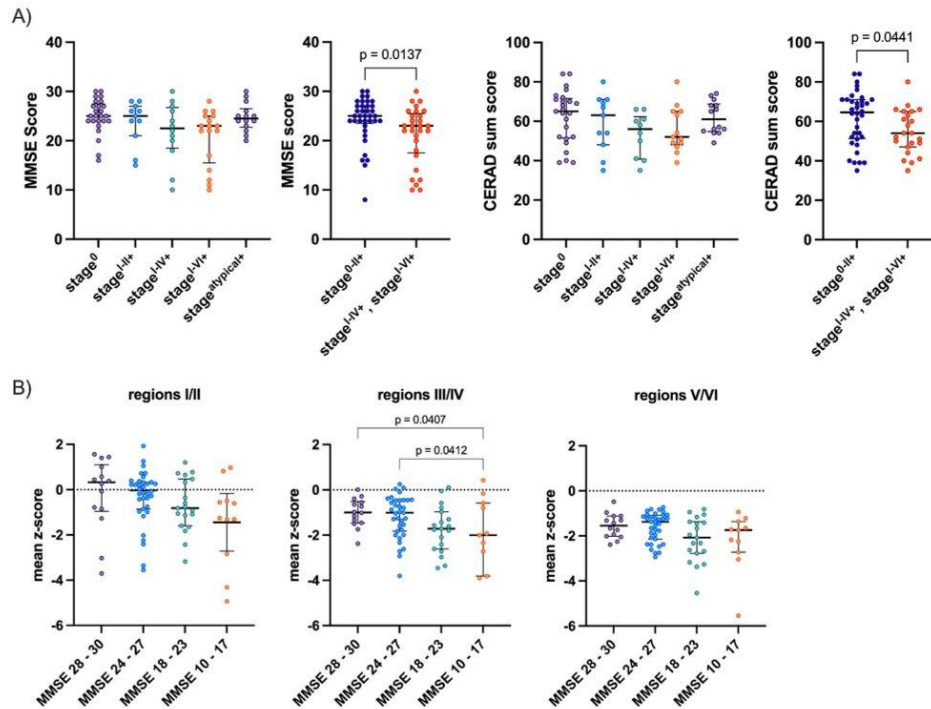 A)
MMSE Score
40
30
20
10
0
stage⁰
stageᴵ⁻ᴵᴵ⁺
stageᴵ⁻ᴵⱽ⁺
stageᴵ⁻ⱽᴵ⁺
stageᵃᵗʸᵖⁱᶜᵃˡ⁺
MMSE score
40
30
20
10
0
p = 0.0137
stage⁰⁻ᴵᴵ⁺
stageᴵ⁻ᴵⱽ⁺, stageᴵ⁻ⱽᴵ⁺
CERAD sum score
100
80
60
40
20
0
stage⁰
stageᴵ⁻ᴵᴵ⁺
stageᴵ⁻ᴵⱽ⁺
stageᴵ⁻ⱽᴵ⁺
stageᵃᵗʸᵖⁱᶜᵃˡ⁺
CERAD sum score
100
80
60
40
20
0
p = 0.0441
stage⁰⁻ᴵᴵ⁺
stageᴵ⁻ᴵⱽ⁺, stageᴵ⁻ⱽᴵ⁺
B)
regions I/II
mean z-score
2
0
-2
-4
-6
MMSE 28 - 30
MMSE 24 - 27
MMSE 18 - 23
MMSE 10 - 17
regions III/IV
p = 0.0407
p = 0.0412
mean z-score
2
0
-2
-4
-6
MMSE 28 - 30
MMSE 24 - 27
MMSE 18 - 23
MMSE 10 - 17
regions V/VI
mean z-score
2
0
-2
-4
-6
MMSE 28 - 30
MMSE 24 - 27
MMSE 18 - 23
MMSE 10 - 17